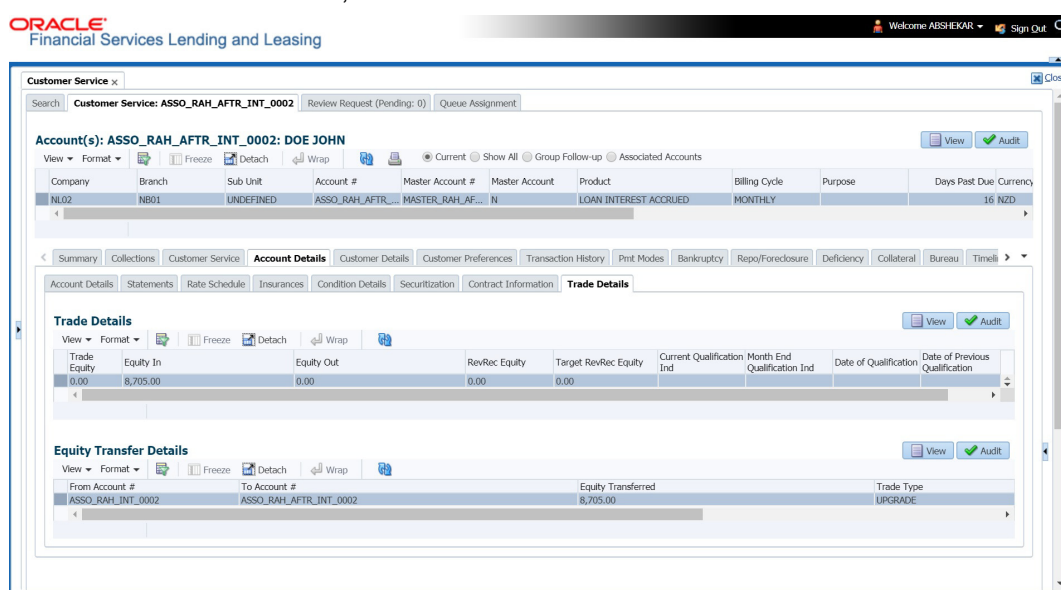 ORACLE
Welcome ABSHEKAR Sign Out
Financial Services Lending and Leasing
Customer Service x Clos
Search Customer Service: ASSO_RAH_AFTR_INT_0002 Review Request (Pending: 0) Queue Assignment
Account(s): ASSO_RAH_AFTR_INT_0002: DOE JOHN View Audit
View Format Freeze Detach Wrap Current Show All Group Follow-up Associated Accounts
Company Branch Sub Unit Account # Master Account # Master Account Product Billing Cycle Purpose Days Past Due Currency
NL02 NB01 UNDEFINED ASSO_RAH_AFTR_... MASTER_RAH_AF... N LOAN INTEREST ACCRUED MONTHLY 16 NZD
Summary Collections Customer Service Account Details Customer Details Customer Preferences Transaction History Pmt Modes Bankruptcy Repo/Foreclosure Deficiency Collateral Bureau Timeli
Account Details Statements Rate Schedule Insurances Condition Details Securitization Contract Information Trade Details
Trade Details View Audit
View Format Freeze Detach Wrap
Trade Equity Equity In Equity Out RevRec Equity Target RevRec Equity Current Qualification Ind Month End Qualification Ind Date of Qualification Date of Previous Qualification
0.00 8,705.00 0.00 0.00 0.00
Equity Transfer Details View Audit
View Format Freeze Detach Wrap
From Account # To Account # Equity Transferred Trade Type
ASSO_RAH_INT_0002 ASSO_RAH_AFTR_INT_0002 8,705.00 UPGRADE